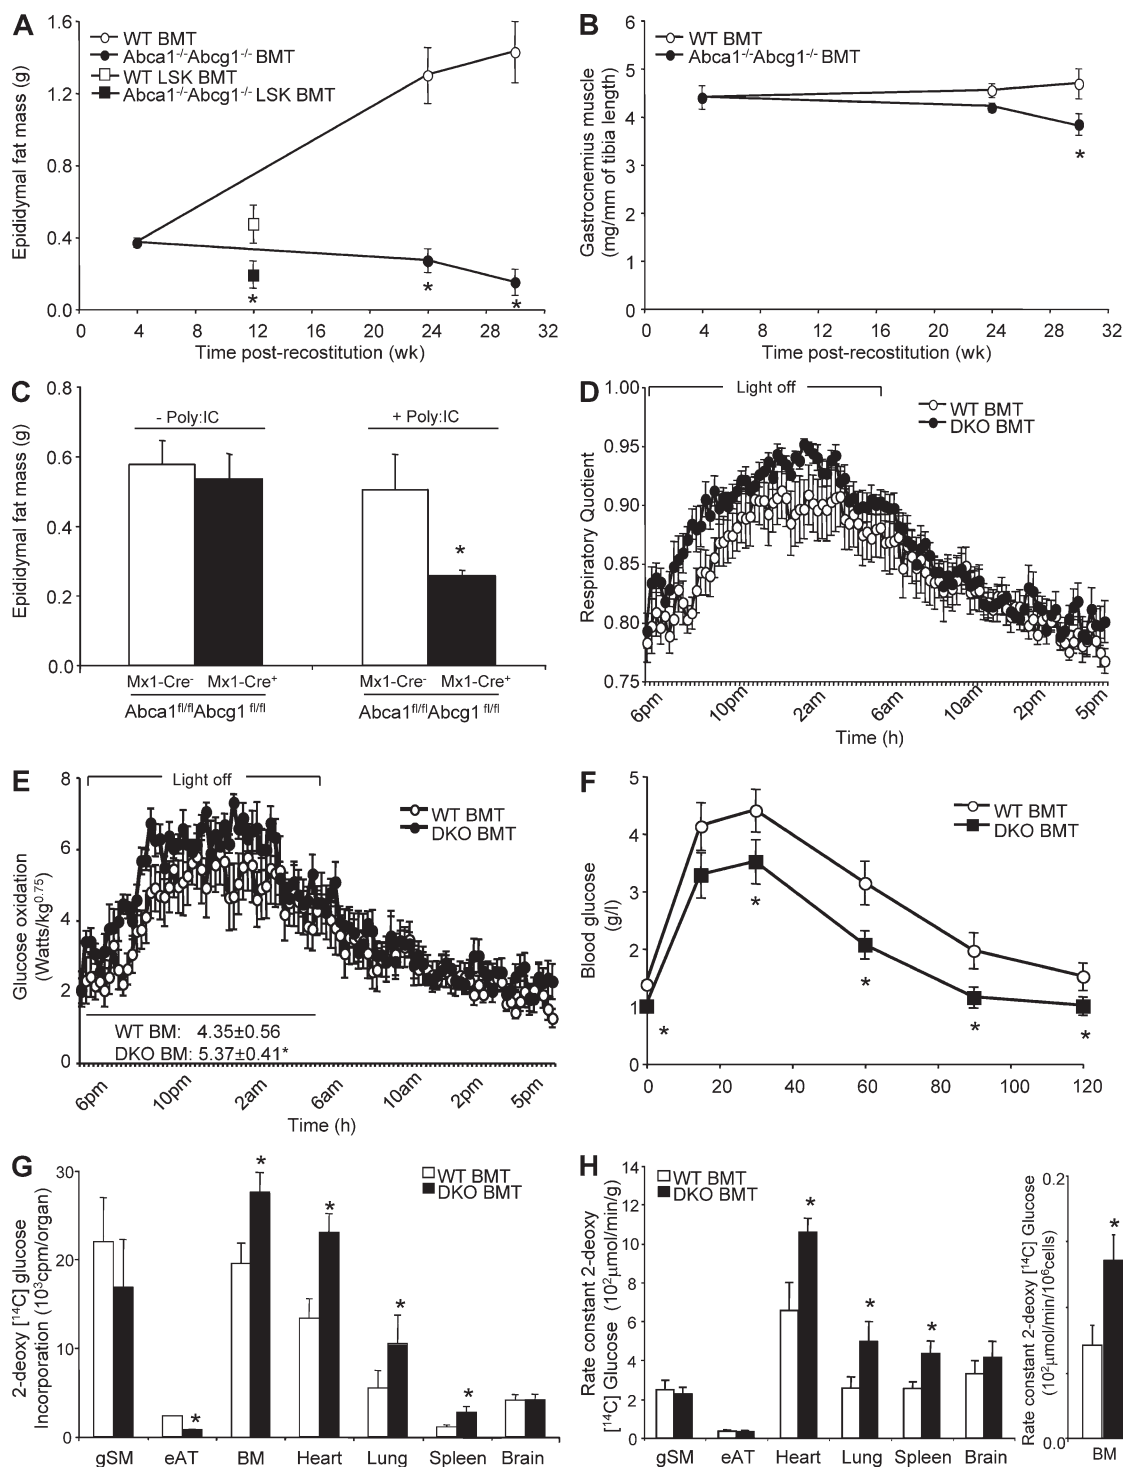 A
Epididymal fat mass (g)
1.6
1.2
0.8
0.4
0.0
WT BMT
Abca1-/-Abcg1-/- BMT
WT LSK BMT
Abca1-/-Abcg1-/- LSK BMT
*
*
*
0 4 8 12 16 20 24 28 32
Time post-recostitution (wk)
B
Gastrocnemius muscle
(mg/mm of tibia length)
6
5
4
3
2
1
0
WT BMT
Abca1-/-Abcg1-/- BMT
*
0 4 8 12 16 20 24 28 32
Time post-recostitution (wk)
C
Epididymal fat mass (g)
0.8
0.6
0.4
0.2
0.0
- Poly:IC
+ Poly:IC
*
Mx1-Cre- Mx1-Cre+
Mx1-Cre- Mx1-Cre+
Abca1fl/flAbcg1 fl/fl
Abca1fl/flAbcg1 fl/fl
D
Respiratory Quotient
1.00
0.95
0.90
0.85
0.80
0.75
Light off
WT BMT
DKO BMT
6pm 10pm 2am 6am 10am 2pm 5pm
Time (h)
E
Glucose oxidation
(Watts/kg0.75)
8
6
4
2
0
Light off
WT BMT
DKO BMT
WT BM: 4.35±0.56
DKO BM: 5.37±0.41*
6pm 10pm 2am 6am 10am 2pm 5pm
Time (h)
F
Blood glucose
(g/l)
5
4
3
2
1
0
WT BMT
DKO BMT
*
*
*
*
*
0 20 40 60 80 100 120
G
2-deoxy [14C] glucose
Incorporation (103cpm/organ)
30
20
10
0
WT BMT
DKO BMT
*
*
*
*
*
gSM eAT BM Heart Lung Spleen Brain
H
Rate constant 2-deoxy
[14C] Glucose (102µmol/min/g)
14
12
10
8
6
4
2
0
WT BMT
DKO BMT
*
*
*
gSM eAT Heart Lung Spleen Brain
Rate constant 2-deoxy [14C] Glucose
(102µmol/min/106cells)
0.2
0.0
*
BM